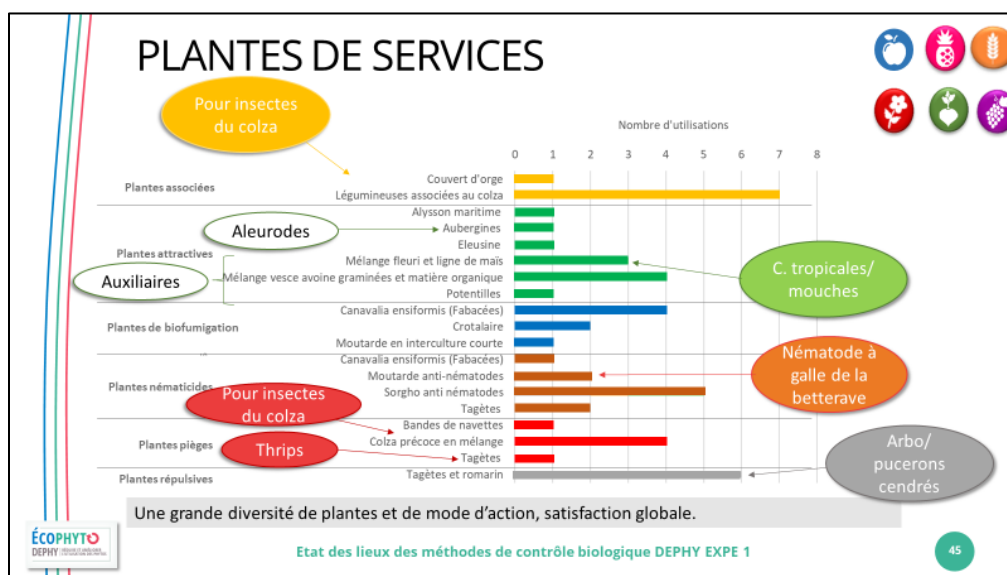 PLANTES DE SERVICES
Pour insectes
du colza
Nombre d'utilisations
0 1 2 3 4 5 6 7 8
Plantes associées
Couvert d'orge
Légumineuses associées au colza
Plantes attractives
Alysson maritime
Aleurodes
Aubergines
Eleusine
Mélange fleuri et ligne de maïs
Auxiliaires
Mélange vesce avoine graminées et matière organique
Potentilles
C. tropicales/
mouches
Plantes de biofumigation
Canavalia ensiformis (Fabacées)
Crotalaire
Moutarde en interculture courte
Plantes nématicides
Canavalia ensiformis (Fabacées)
Moutarde anti-nématodes
Sorgho anti nématodes
Tagètes
Nématode à
galle de la
betterave
Pour insectes
du colza
Plantes pièges
Bandes de navettes
Colza précoce en mélange
Thrips
Tagètes
Plantes répulsives
Tagètes et romarin
Arbo/
pucerons
cendrés
Une grande diversité de plantes et de mode d'action, satisfaction globale.
ÉCOPHYTO
DEPHY
Etat des lieux des méthodes de contrôle biologique DEPHY EXPE 1
45